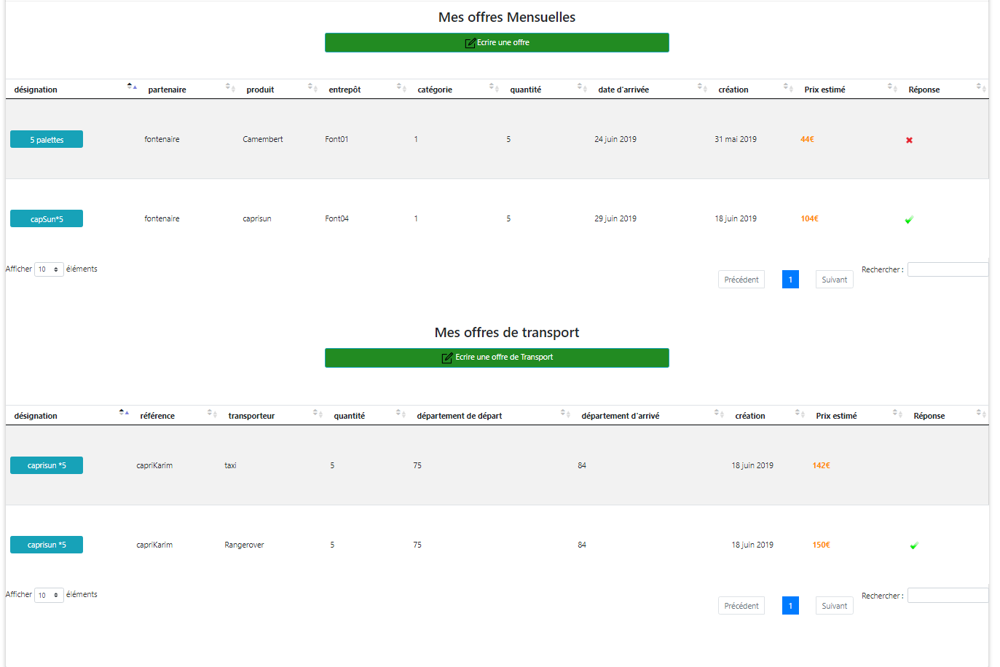 Mes offres Mensuelles
Ecrire une offre
désignation partenaire produit entrepôt catégorie quantité date d'arrivée création Prix estimé Réponse
5 palettes fontenaire Camembert Font01 1 5 24 juin 2019 31 mai 2019 44€
capSun*5 fontenaire caprisun Font04 1 5 29 juin 2019 18 juin 2019 104€
Afficher 10 éléments Précédent 1 Suivant Rechercher :
Mes offres de transport
Ecrire une offre de Transport
désignation référence transporteur quantité département de départ département d'arrivé création Prix estimé Réponse
caprisun *5 capriKarim taxi 5 75 84 18 juin 2019 142€
caprisun *5 capriKarim Rangerover 5 75 84 18 juin 2019 150€
Afficher 10 éléments Précédent 1 Suivant Rechercher :